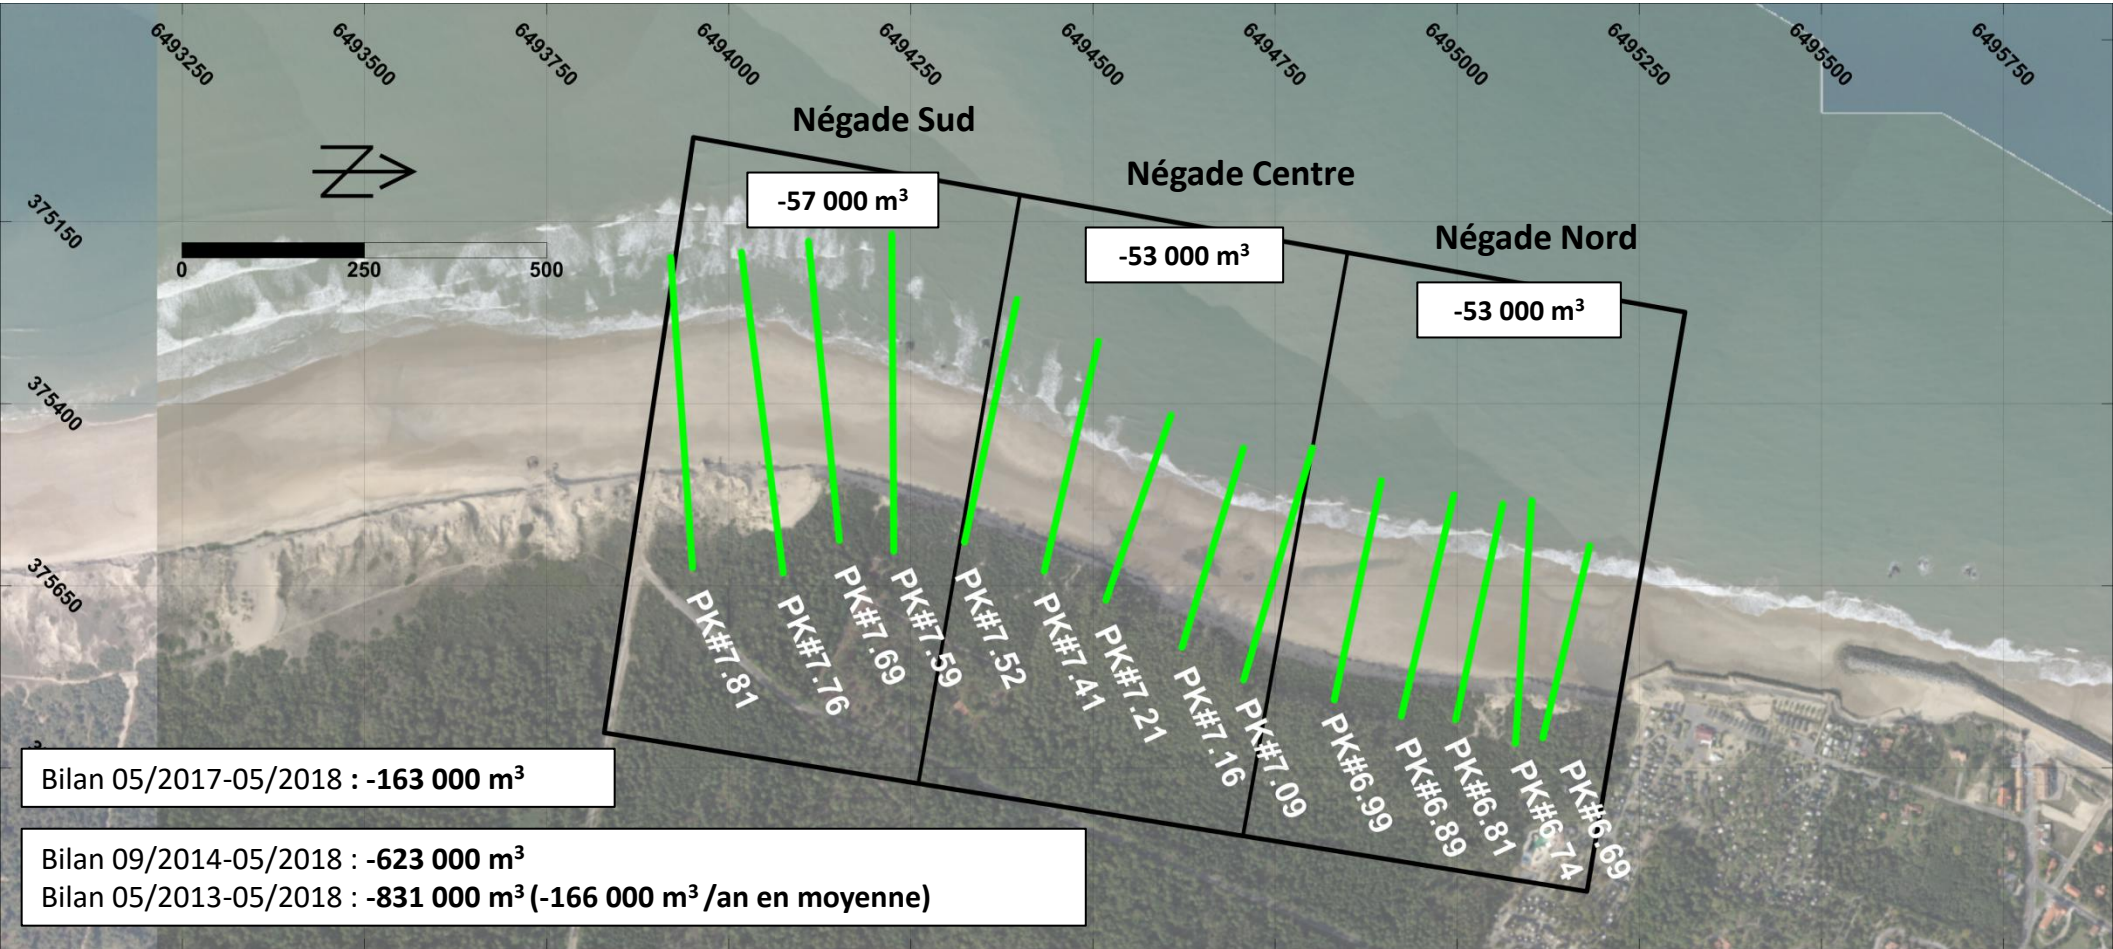 6493250
6493500
6493750
6494000
6494250
6494500
6494750
6495000
6495250
6495500
6495750
Négade Sud
Négade Centre
Négade Nord
-57 000 m³
-53 000 m³
-53 000 m³
375150
375400
375650
N
0 250 500
PK#7.81
PK#7.76
PK#7.69
PK#7.59
PK#7.52
PK#7.41
PK#7.21
PK#7.16
PK#7.09
PK#6.99
PK#6.89
PK#6.81
PK#6.74
PK#6.69
Bilan 05/2017-05/2018 : -163 000 m³
Bilan 09/2014-05/2018 : -623 000 m³
Bilan 05/2013-05/2018 : -831 000 m³ (-166 000 m³ /an en moyenne)